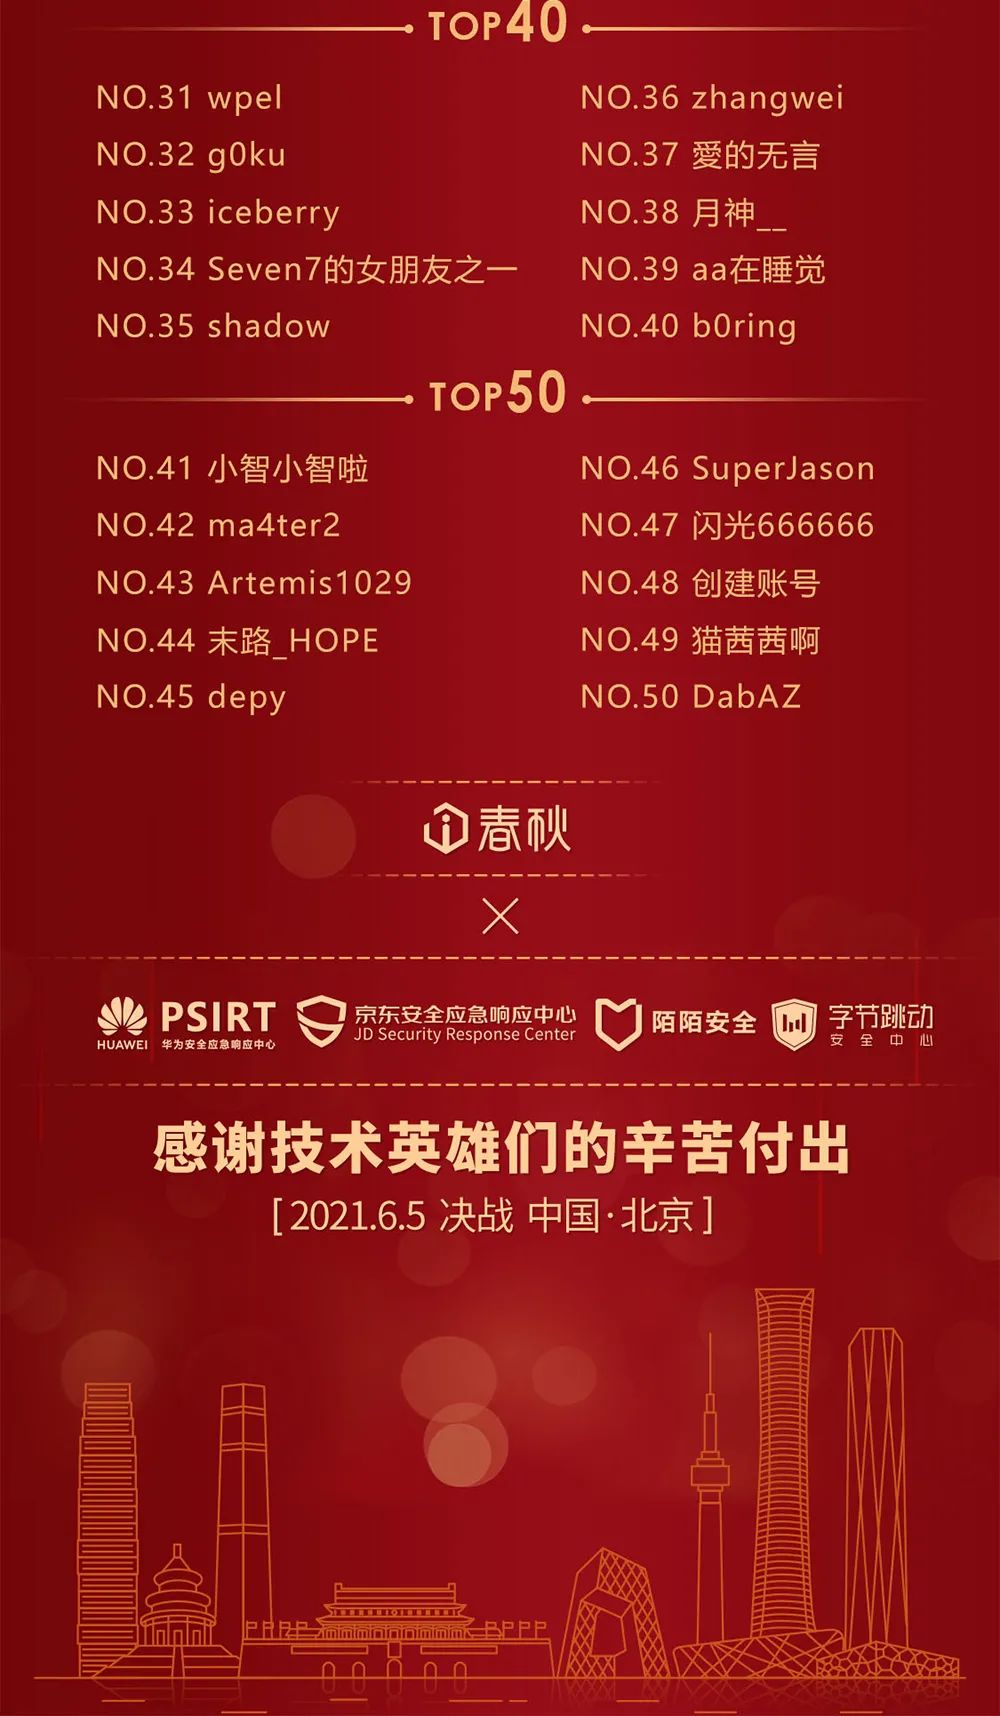 TOP40
NO.31 wpel
NO.32 g0ku
NO.33 iceberry
NO.34 Seven7的女朋友之一
NO.35 shadow
NO.36 zhangwei
NO.37 愛的无言
NO.38 月神__
NO.39 aa在睡觉
NO.40 b0ring
TOP50
NO.41 小智小智啦
NO.42 ma4ter2
NO.43 Artemis1029
NO.44 末路_HOPE
NO.45 depy
NO.46 SuperJason
NO.47 闪光666666
NO.48 创建账号
NO.49 猫茜茜啊
NO.50 DabAZ
i春秋
×
HUAWEI
PSIRT
华为安全应急响应中心
京东安全应急响应中心
JD Security Response Center
陌陌安全
字节跳动
安全中心
感谢技术英雄们的辛苦付出
[2021.6.5 决战 中国·北京]